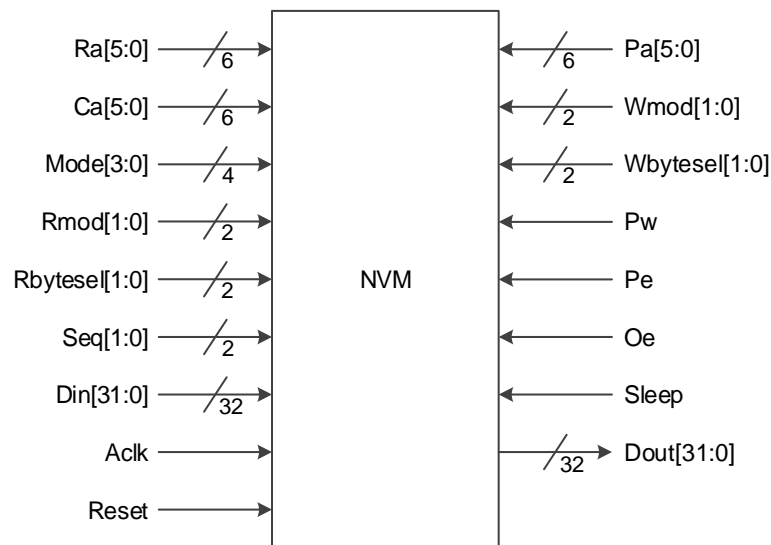 Ra[5:0] 6 6 Pa[5:0]
Ca[5:0] 6 2 Wmod[1:0]
Mode[3:0] 4 2 Wbytesel[1:0]
Rmod[1:0] 2 Pw
Rbytesel[1:0] 2 NVM Pe
Seq[1:0] 2 Oe
Din[31:0] 32 Sleep
Aclk 32 Dout[31:0]
Reset